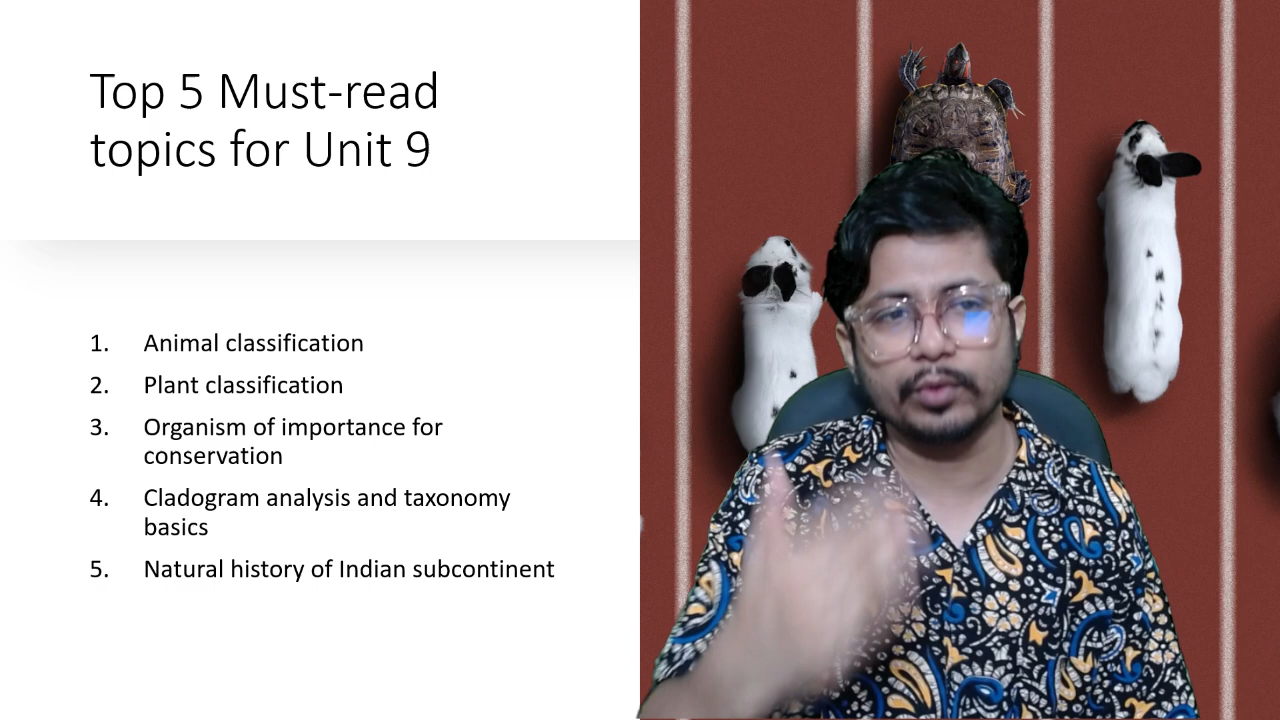 Top 5 Must-read
topics for Unit 9
1. Animal classification
2. Plant classification
3. Organism of importance for
conservation
4. Cladogram analysis and taxonomy
basics
5. Natural history of Indian subcontinent